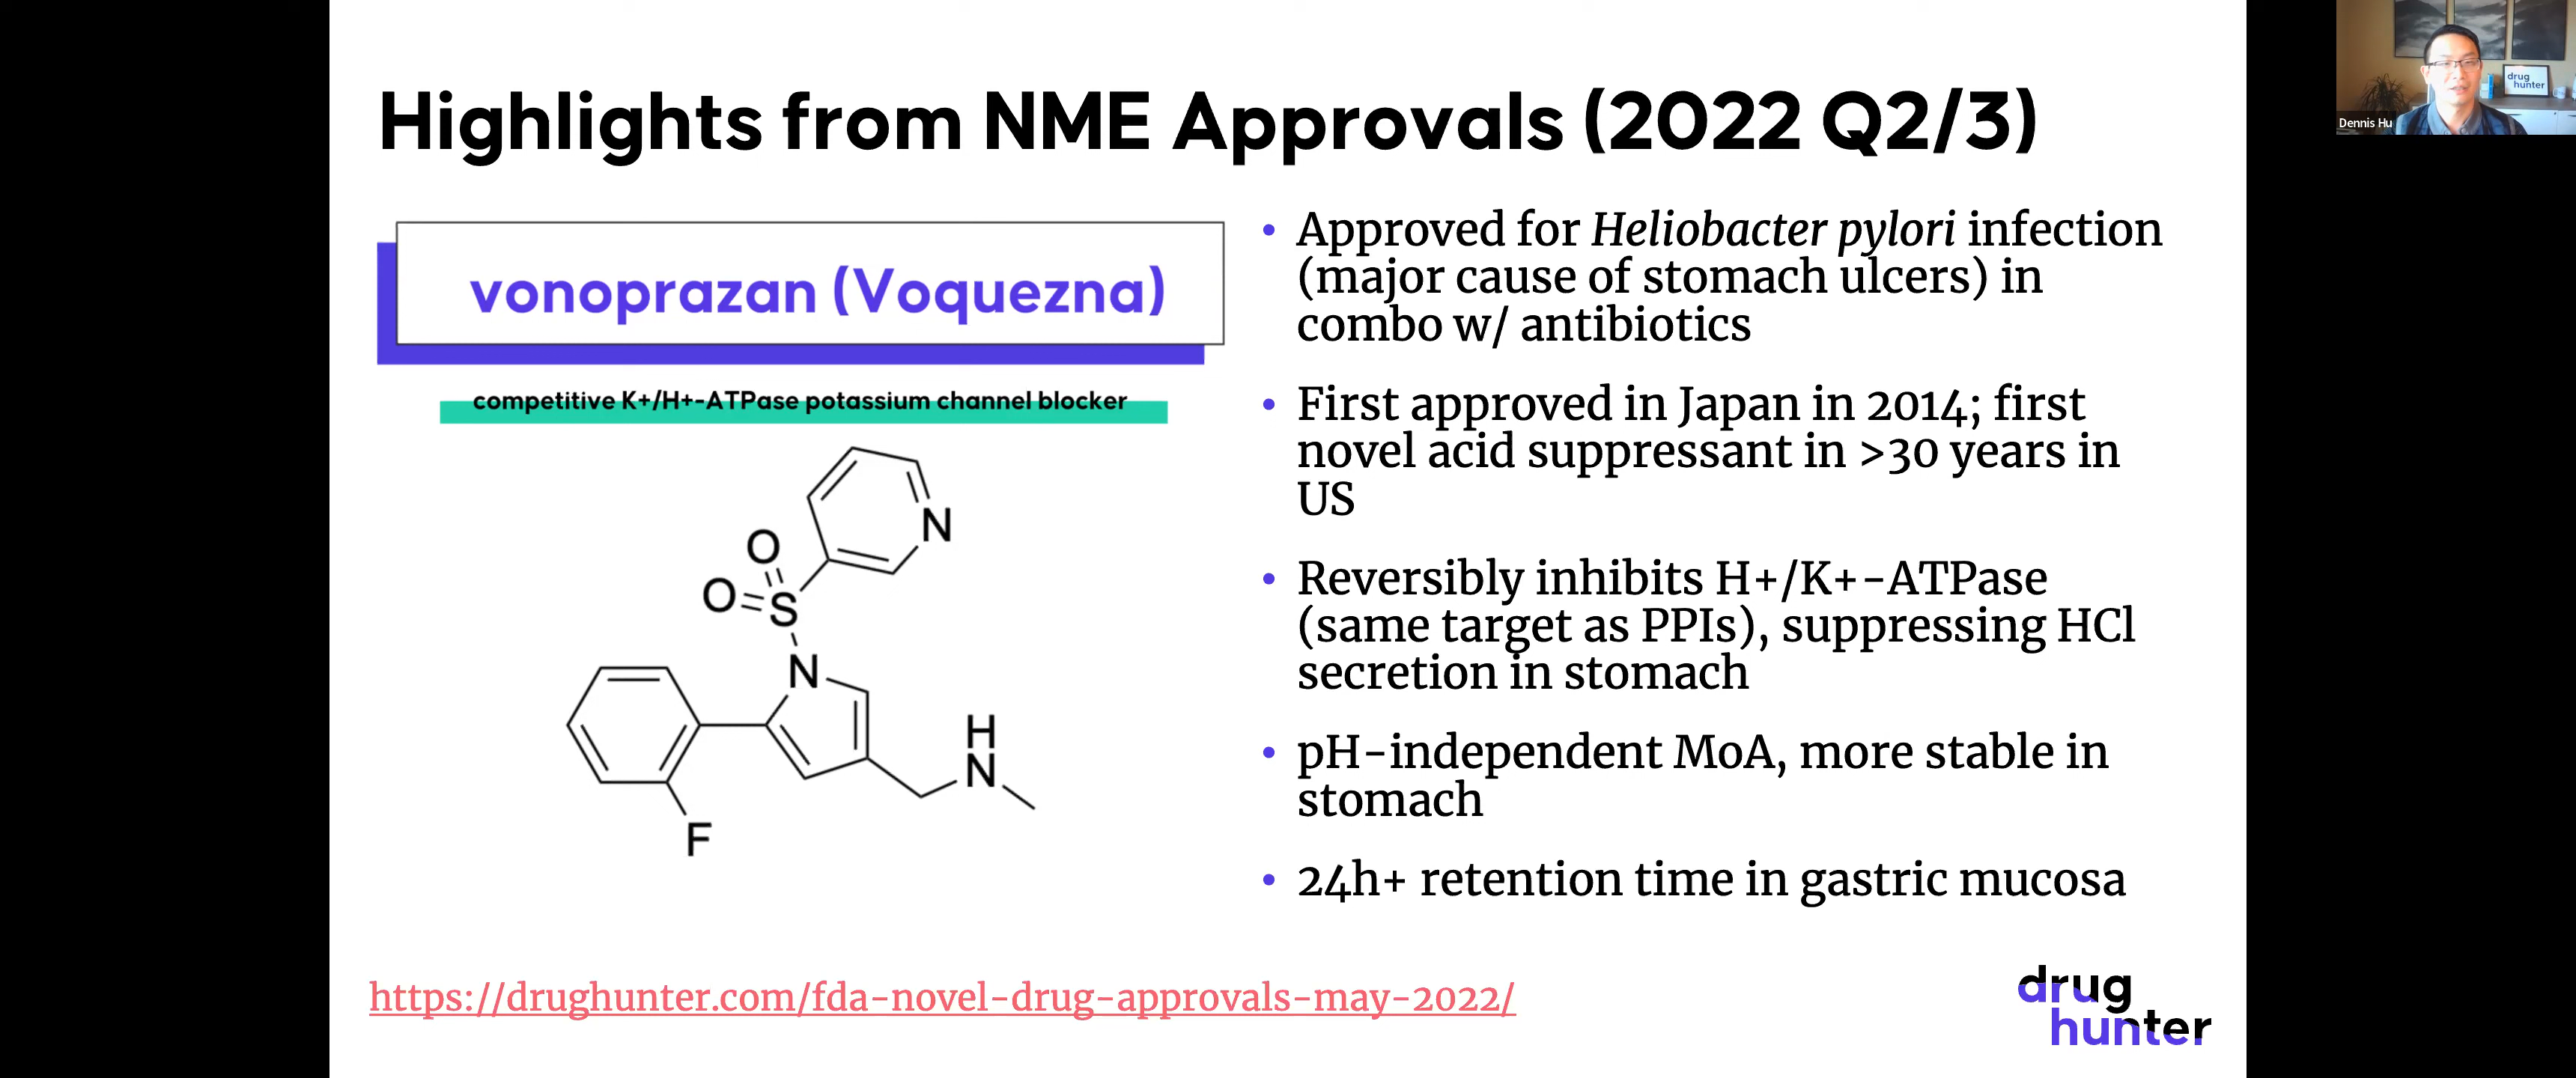 Highlights from NME Approvals (2022 Q2/3)
drug
hunter
Dennis Hu
vonoprazan (Voquezna)
competitive K+/H+-ATPase potassium channel blocker
N
O
O=S
N
H
N
F
• Approved for Heliobacter pylori infection
(major cause of stomach ulcers) in
combo w/ antibiotics
• First approved in Japan in 2014; first
novel acid suppressant in >30 years in
US
• Reversibly inhibits H+/K+-ATPase
(same target as PPIs), suppressing HCl
secretion in stomach
• pH-independent MoA, more stable in
stomach
• 24h+ retention time in gastric mucosa
https://drughunter.com/fda-novel-drug-approvals-may-2022/
drug
hunter